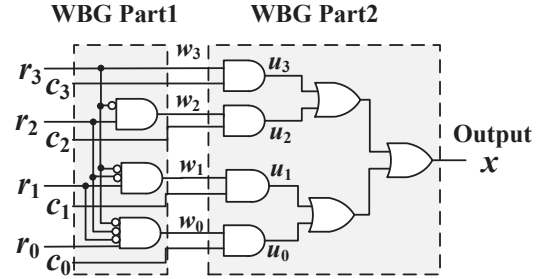 WBG Part1 WBG Part2
r3 w3 u3
c3
r2 w2 u2
c2
Output
x
r1 w1 u1
c1
r0 w0 u0
c0